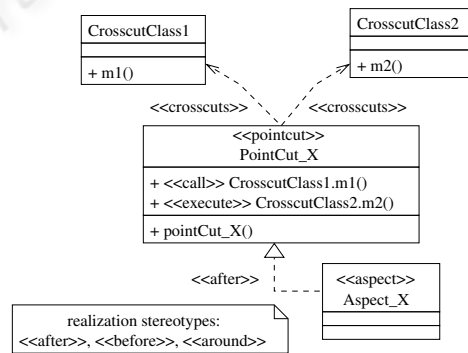 CrosscutClass1
+ m1()
CrosscutClass2
+ m2()
<<crosscuts>>
<<crosscuts>>
<<pointcut>>
PointCut_X
+ <<call>> CrosscutClass1.m1()
+ <<execute>> CrosscutClass2.m2()
+ pointCut_X()
<<after>>
<<aspect>>
Aspect_X
realization stereotypes:
<<after>>, <<before>>, <<around>>